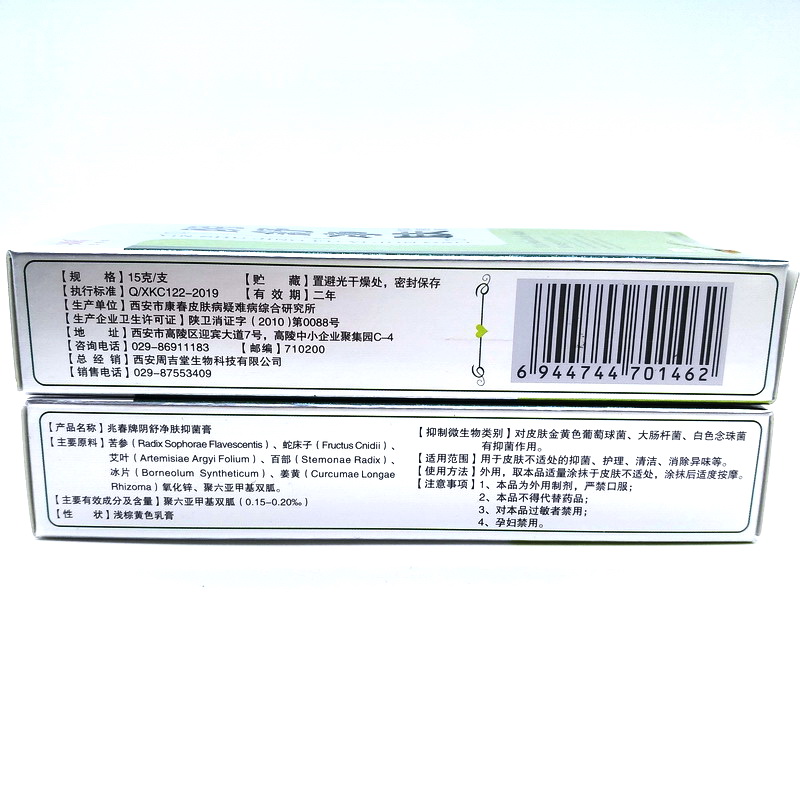 【规 格】15克/支 【贮 藏】置避光干燥处，密封保存
【执行标准】Q/XKC122-2019 【有 效 期】二年
【生产单位】西安市康春皮肤病疑难病综合研究所
【生产企业卫生许可证】陕卫消证字（2010）第0088号
【地 址】西安市高陵区迎宾大道7号，高陵中小企业聚集园C-4
【咨询电话】029-86911183 【邮编】710200
【总 经 销】西安周吉堂生物科技有限公司
【销售电话】029-87553409
6 944744 701462
【产品名称】兆春牌阴舒净肤抑菌膏
【主要原料】苦参（Radix Sophorae Flavescentis）、蛇床子（Fructus Cnidii）、
艾叶（Artemisiae Argyi Folium）、百部（Stemonae Radix）、
冰片（Borneolum Syntheticum）、姜黄（Curcumae Longae
Rhizoma）氧化锌、聚六亚甲基双胍。
【主要有效成分及含量】聚六亚甲基双胍（0.15-0.20‰）
【性 状】浅棕黄色乳膏
【抑制微生物类别】对皮肤金黄色葡萄球菌、大肠杆菌、白色念珠菌
有抑菌作用。
【适用范围】用于皮肤不适处的抑菌、护理、清洁、消除异味等。
【使用方法】外用，取本品适量涂抹于皮肤不适处，涂抹后适度按摩。
【注意事项】1、本品为外用制剂，严禁口服；
2、本品不得代替药品；
3、对本品过敏者禁用；
4、孕妇禁用。